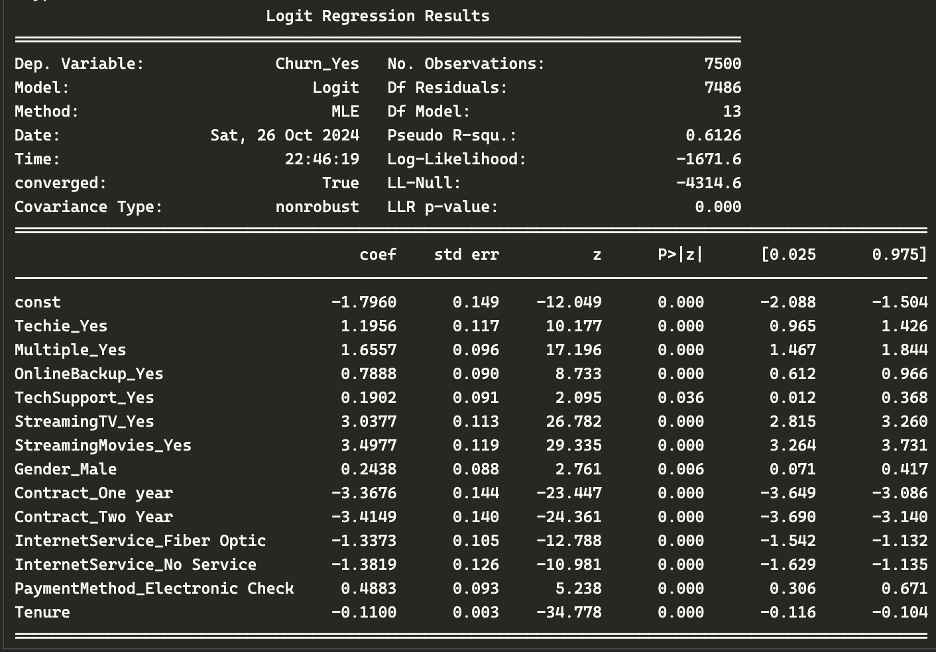 Logit Regression Results
Dep. Variable: Churn_Yes No. Observations: 7500
Model: Logit Df Residuals: 7486
Method: MLE Df Model: 13
Date: Sat, 26 Oct 2024 Pseudo R-squ.: 0.6126
Time: 22:46:19 Log-Likelihood: -1671.6
converged: True LL-Null: -4314.6
Covariance Type: nonrobust LLR p-value: 0.000
coef std err z P>|z| [0.025 0.975]
const -1.7960 0.149 -12.049 0.000 -2.088 -1.504
Techie_Yes 1.1956 0.117 10.177 0.000 0.965 1.426
Multiple_Yes 1.6557 0.096 17.196 0.000 1.467 1.844
OnlineBackup_Yes 0.7888 0.090 8.733 0.000 0.612 0.966
TechSupport_Yes 0.1902 0.091 2.095 0.036 0.012 0.368
StreamingTV_Yes 3.0377 0.113 26.782 0.000 2.815 3.260
StreamingMovies_Yes 3.4977 0.119 29.335 0.000 3.264 3.731
Gender_Male 0.2438 0.088 2.761 0.006 0.071 0.417
Contract_One year -3.3676 0.144 -23.447 0.000 -3.649 -3.086
Contract_Two Year -3.4149 0.140 -24.361 0.000 -3.690 -3.140
InternetService_Fiber Optic -1.3373 0.105 -12.788 0.000 -1.542 -1.132
InternetService_No Service -1.3819 0.126 -10.981 0.000 -1.629 -1.135
PaymentMethod_Electronic Check 0.4883 0.093 5.238 0.000 0.306 0.671
Tenure -0.1100 0.003 -34.778 0.000 -0.116 -0.104